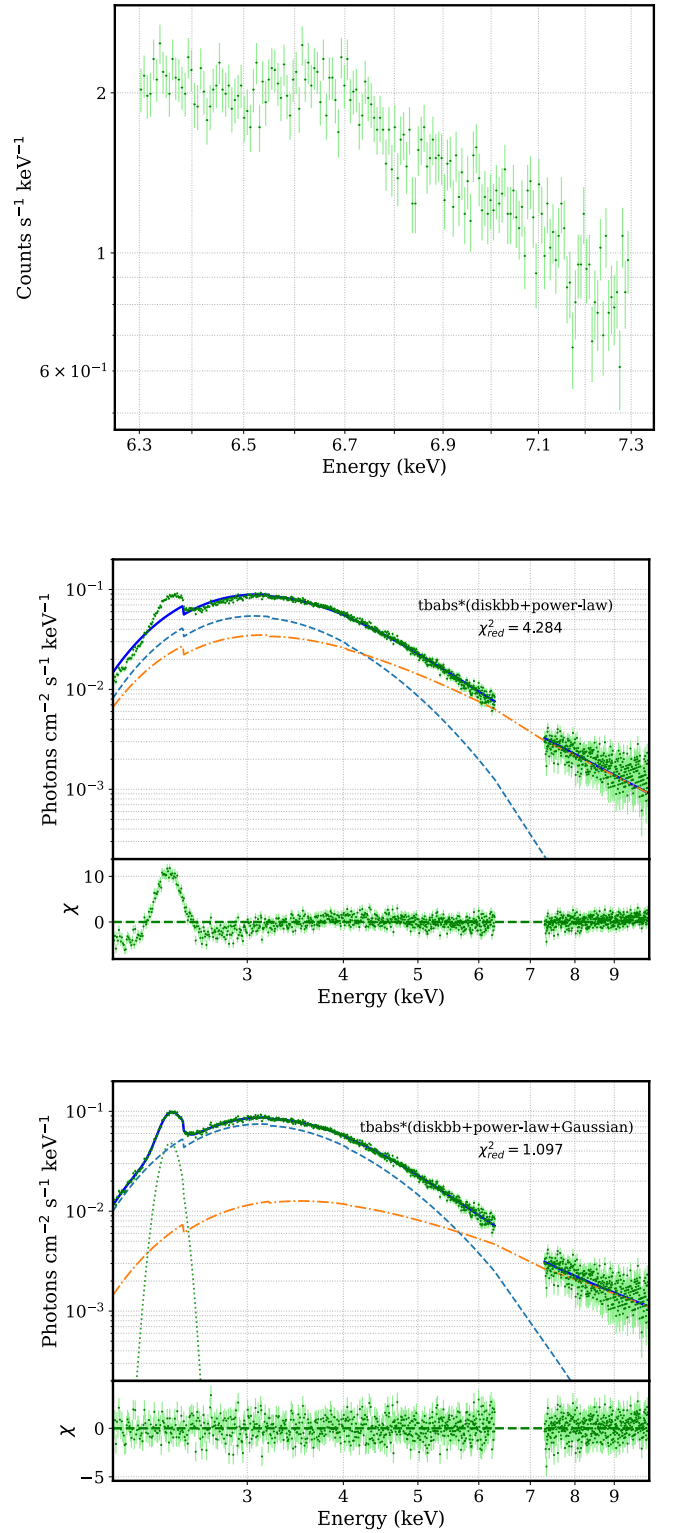 2
1
6 × 10⁻¹
Counts s⁻¹ keV⁻¹
6.3 6.5 6.7 6.9 7.1 7.3
Energy (keV)
10⁻¹
10⁻²
10⁻³
Photons cm⁻² s⁻¹ keV⁻¹
tbabs*(diskbb+power-law)
χ²red = 4.284
10
0
χ
3 4 5 6 7 8 9
Energy (keV)
10⁻¹
10⁻²
10⁻³
Photons cm⁻² s⁻¹ keV⁻¹
tbabs*(diskbb+power-law+Gaussian)
χ²red = 1.097
0
−5
χ
3 4 5 6 7 8 9
Energy (keV)